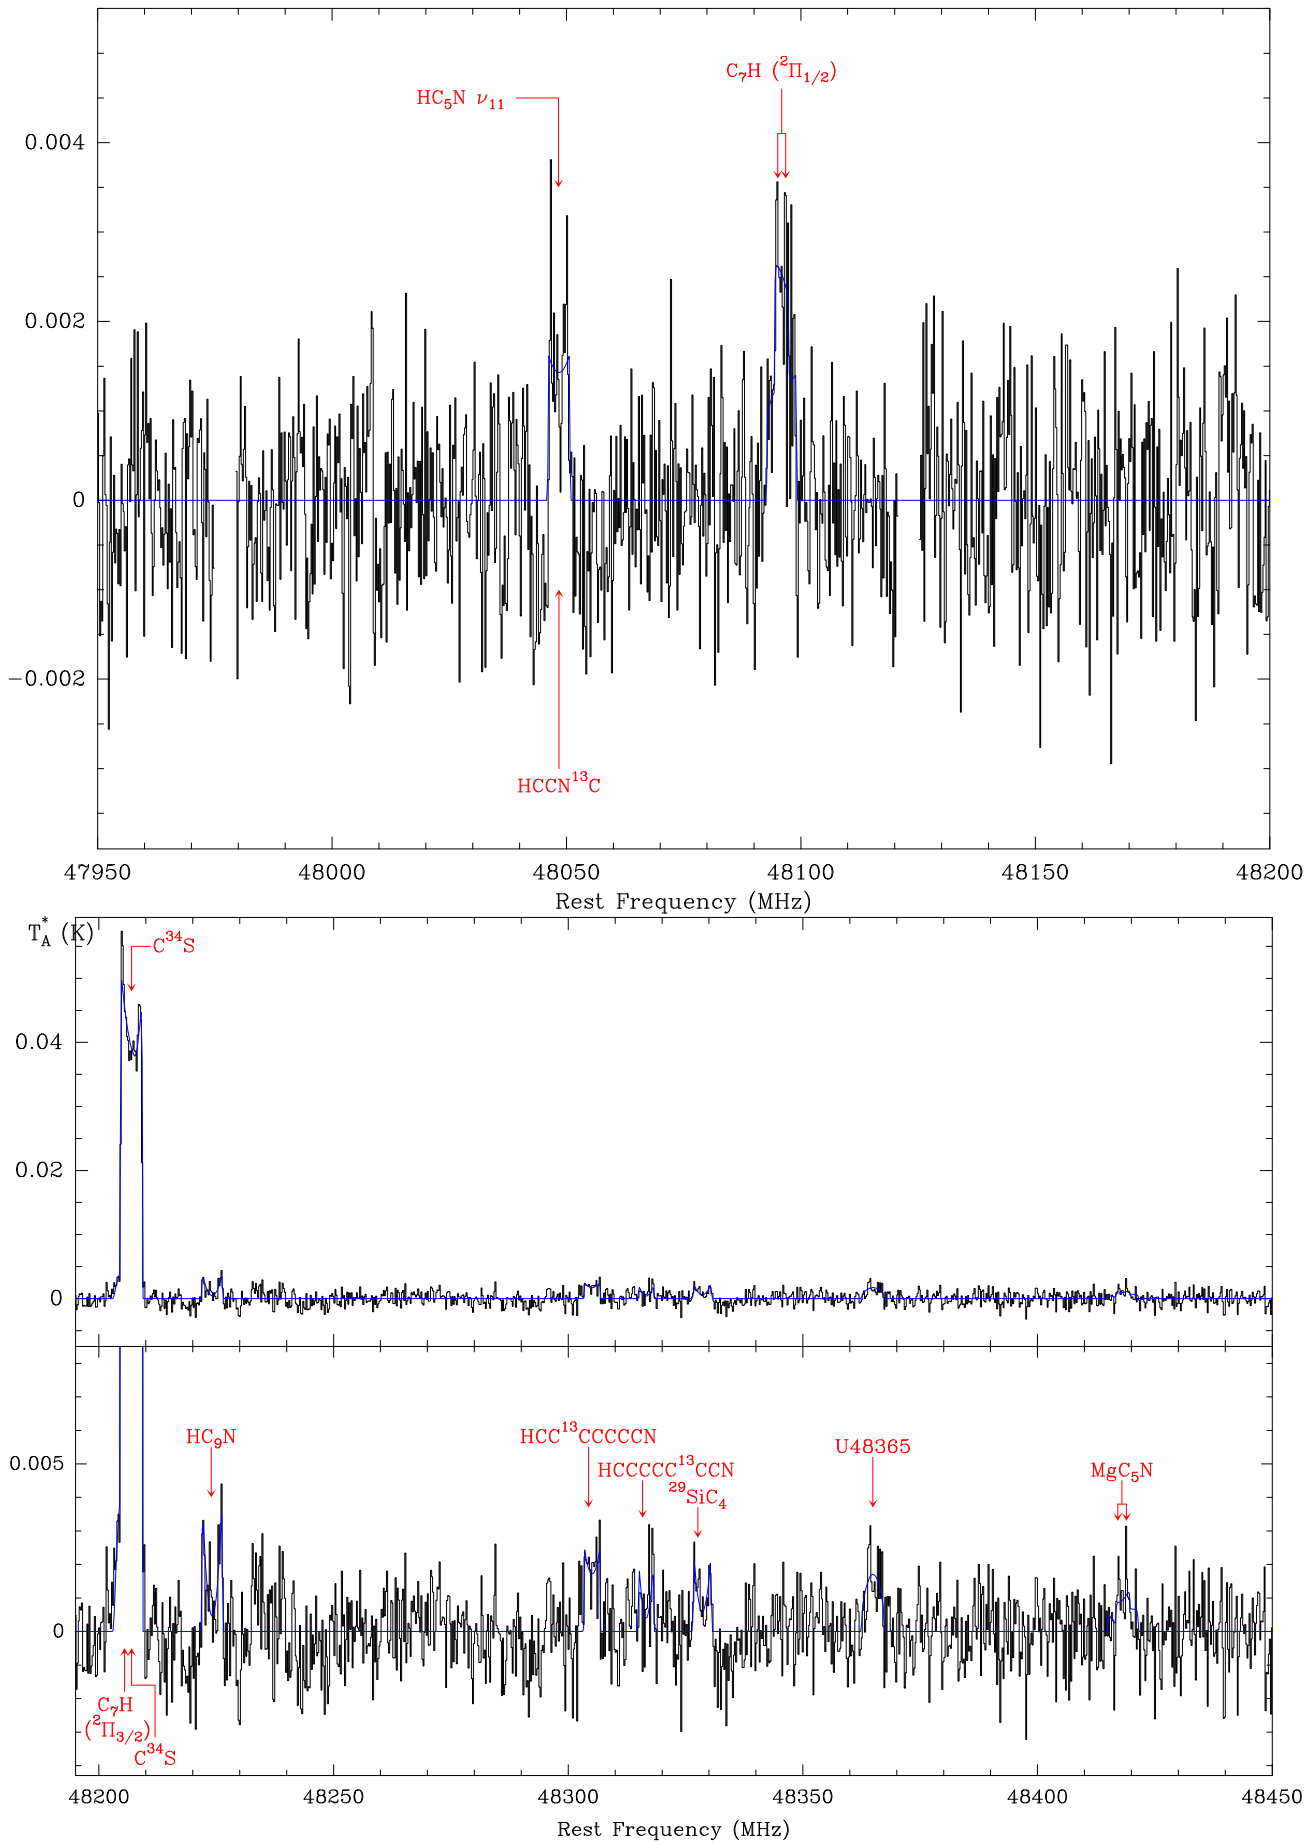 C₇H (²Π₁/₂)
HC₅N ν₁₁
0.004
0.002
0
−0.002
HCCN¹³C
47950 48000 48050 48100 48150 48200
Rest Frequency (MHz)
T*A (K)
C³⁴S
0.04
0.02
0
HC₉N
HCC¹³CCCCCN
HCCCCC¹³CCN
²⁹SiC₄
U48365
MgC₅N
0.005
0
C₇H
(²Π₃/₂)
C³⁴S
48200 48250 48300 48350 48400 48450
Rest Frequency (MHz)